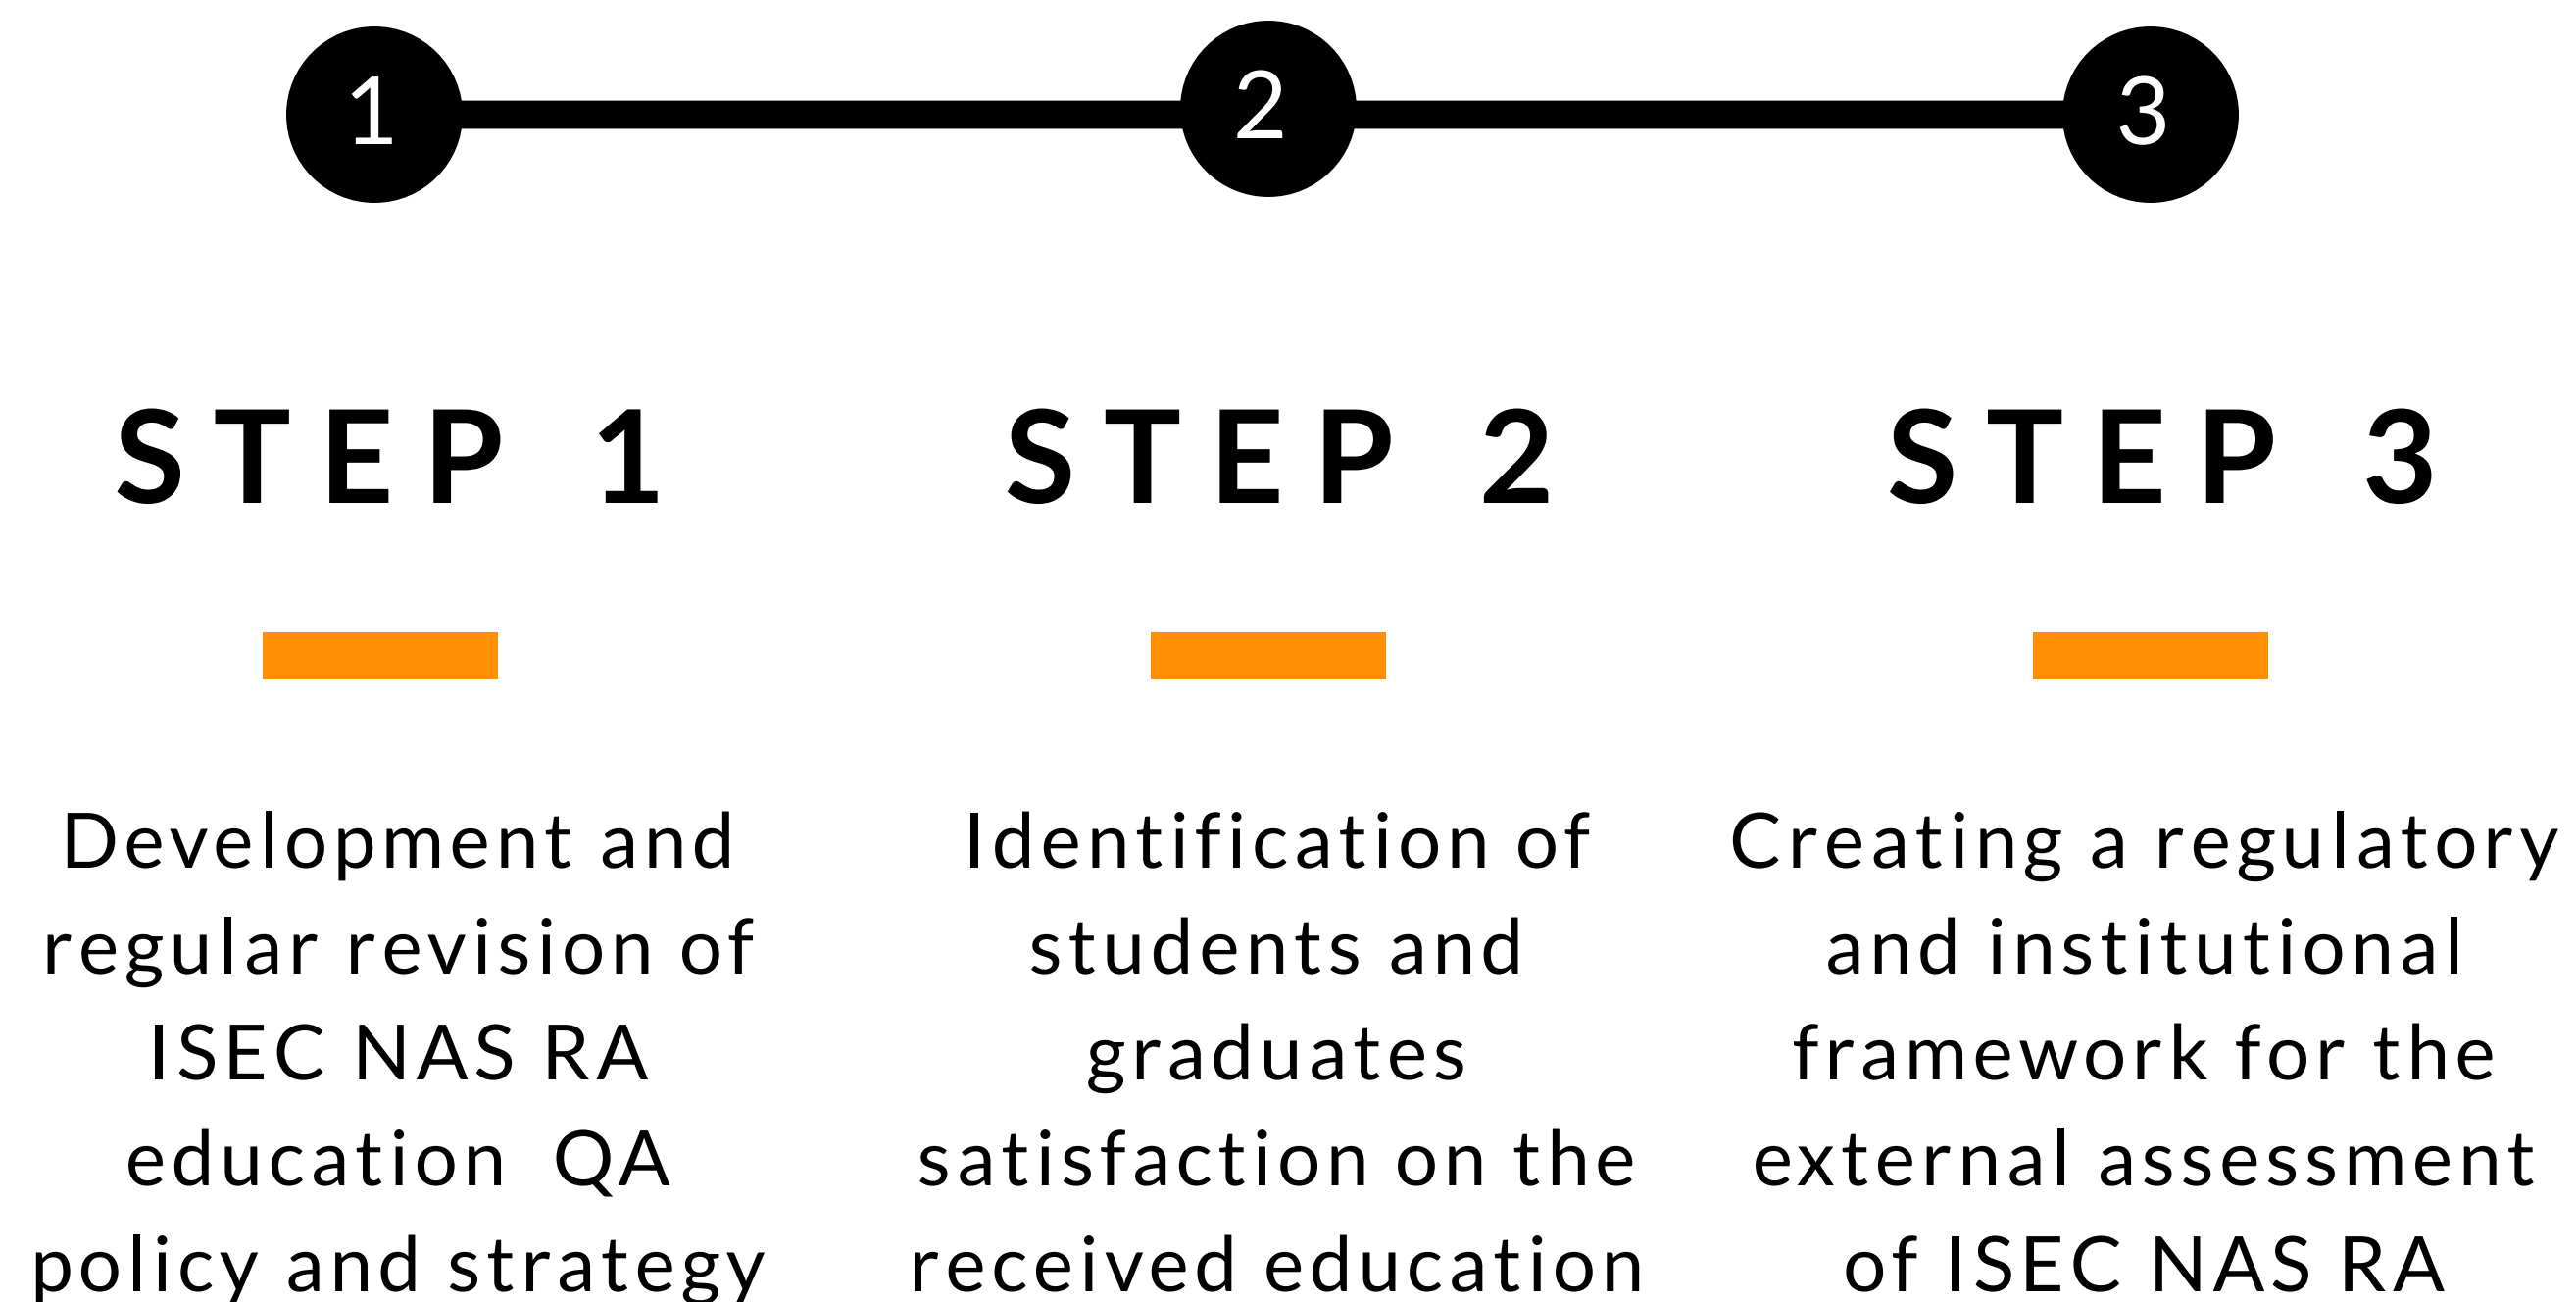 1
2
3
STEP 1
STEP 2
STEP 3
Development and
regular revision of
ISEC NAS RA
education  QA
policy and strategy
Identification of
students and
graduates
satisfaction on the
received education
Creating a regulatory
and institutional
framework for the
external assessment
of ISEC NAS RA